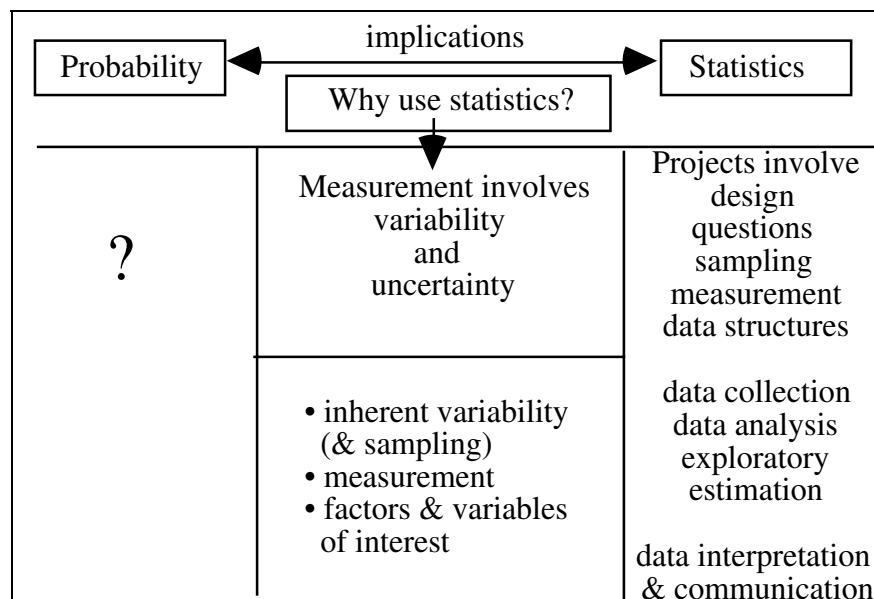 implications
Probability
Statistics
Why use statistics?
?
Measurement involves
variability
and
uncertainty
• inherent variability
(& sampling)
• measurement
• factors & variables
of interest
Projects involve
design
questions
sampling
measurement
data structures
data collection
data analysis
exploratory
estimation
data interpretation
& communication